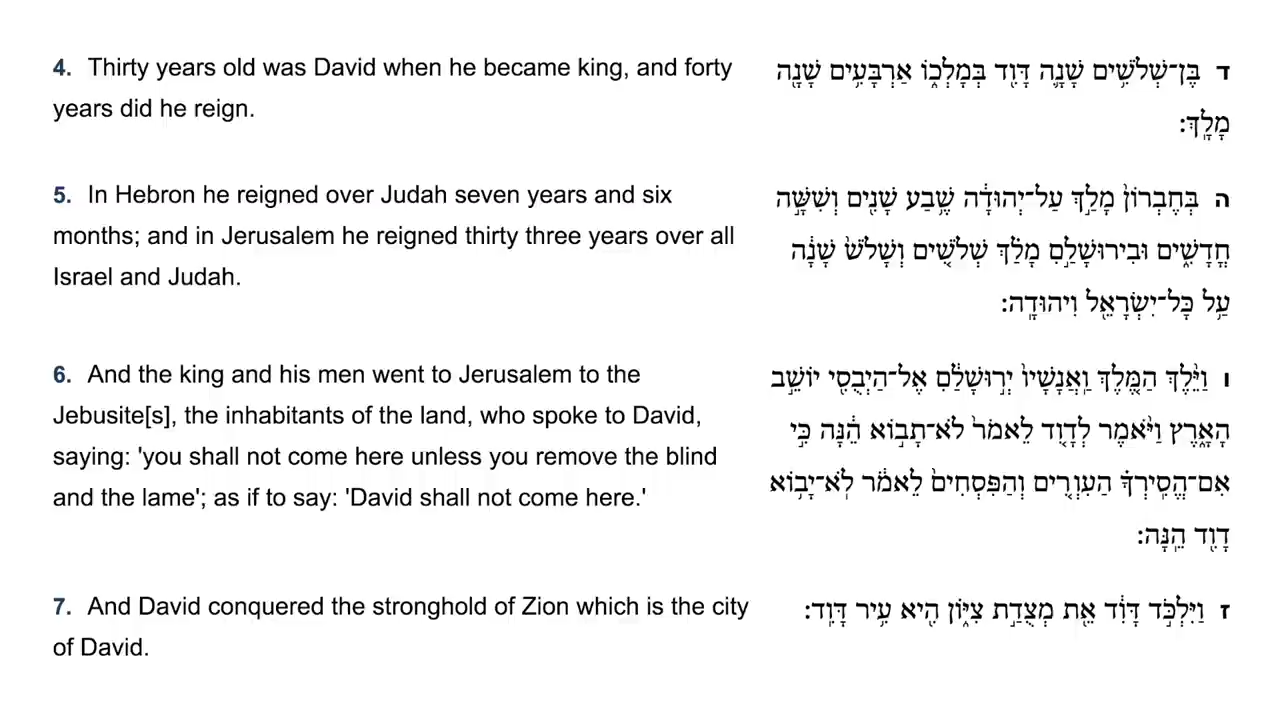 4. Thirty years old was David when he became king, and forty
years did he reign.
ד בֶּן־שְׁלֹשִׁ֥ים שָׁנָ֛ה דָּוִ֖ד בְּמָלְכ֑וֹ אַרְבָּעִ֥ים שָׁנָ֖ה
מָלָֽךְ׃
5. In Hebron he reigned over Judah seven years and six
months; and in Jerusalem he reigned thirty three years over all
Israel and Judah.
ה בְּחֶבְרוֹן֙ מָלַ֣ךְ עַל־יְהוּדָ֔ה שֶׁ֥בַע שָׁנִ֖ים וְשִׁשָּׁ֣ה
חֳדָשִׁ֑ים וּבִירוּשָׁלַ֣ םִ מָלַ֗ךְ שְׁלֹשִׁ֤ים וְשָׁלֹשׁ֙ שָׁנָ֔ה
עַ֥ל כָּל־יִשְׂרָאֵ֖ל וִיהוּדָֽה׃
6. And the king and his men went to Jerusalem to the
Jebusite[s], the inhabitants of the land, who spoke to David,
saying: 'you shall not come here unless you remove the blind
and the lame'; as if to say: 'David shall not come here.'
ו וַיֵּ֨לֶךְ הַמֶּ֤לֶךְ וַֽאֲנָשָׁיו֙ יְר֣וּשָׁלַ֔ םִ אֶל־הַיְבֻסִ֖י יוֹשֵׁ֣ב
הָאָ֑רֶץ וַיֹּ֨אמֶר לְדָוִ֤ד לֵאמֹר֙ לֹא־תָב֣וֹא הֵ֔נָּה כִּ֣י
אִם־הֱסִֽירְךָ֗ הַעִוְרִ֤ים וְהַפִּסְחִים֙ לֵאמֹ֔ר לֹֽא־יָב֥וֹא
דָוִ֖ד הֵֽנָּה׃
7. And David conquered the stronghold of Zion which is the city
of David.
ז וַיִּלְכֹּ֣ד דָּוִ֔ד אֵ֖ת מְצֻדַ֣ת צִיּ֑וֹן הִ֖יא עִ֥יר דָּוִֽד׃